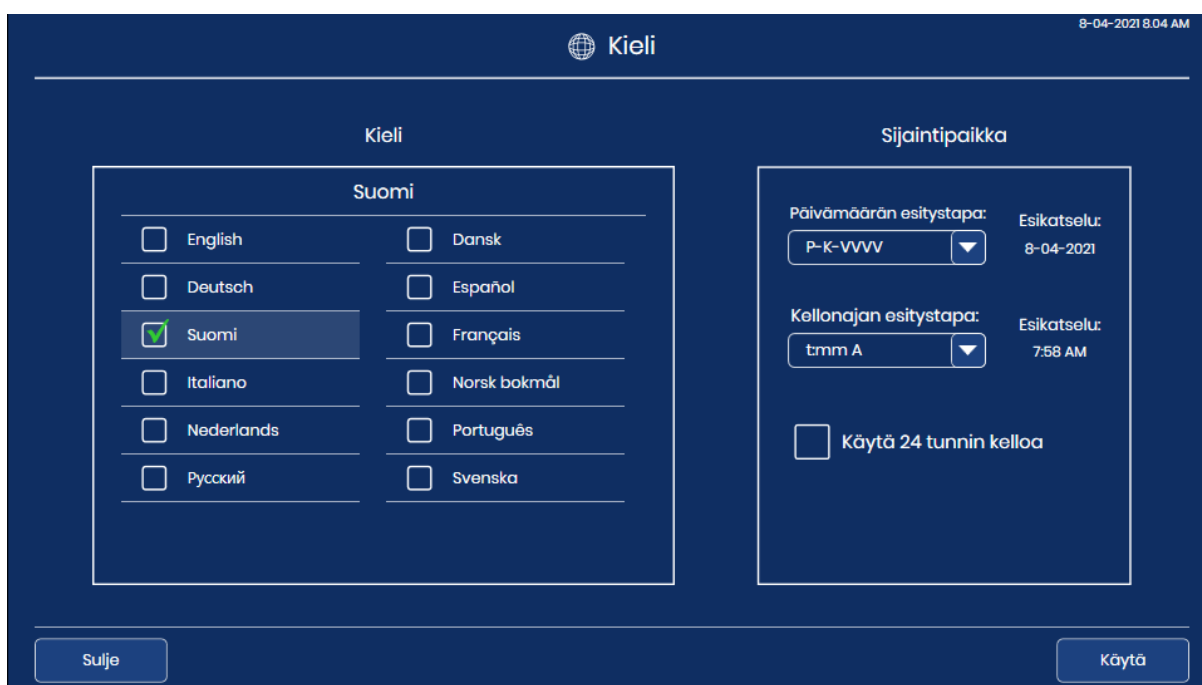 8-04-2021 8.04 AM
Kieli
Kieli
Suomi
English
Dansk
Deutsch
Español
Suomi
Français
Italiano
Norsk bokmål
Nederlands
Português
Русский
Svenska
Sijaintipaikka
Päivämäärän esitystapa:
Esikatselu:
P-K-VVVV
8-04-2021
Kellonajan esitystapa:
Esikatselu:
t:mm A
7:58 AM
Käytä 24 tunnin kelloa
Sulje
Käytä